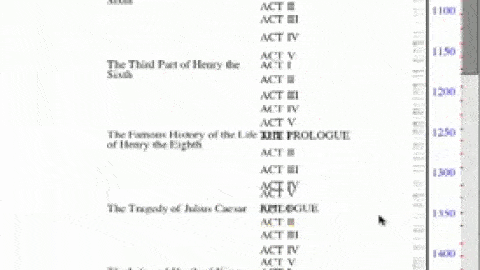 ACT II
ACT III
ACT IV
ACT V
The Third Part of Henry the
Sixth
ACT I
ACT II
ACT III
ACT IV
ACT V
The Famous History of the Life
of Henry the Eighth
THE PROLOGUE
ACT II
ACT III
ACT IV
ACT V
The Tragedy of Julius Caesar
EPILOGUE
ACT II
ACT III
ACT IV
ACT V
1100
1150
1200
1250
1300
1350
1400